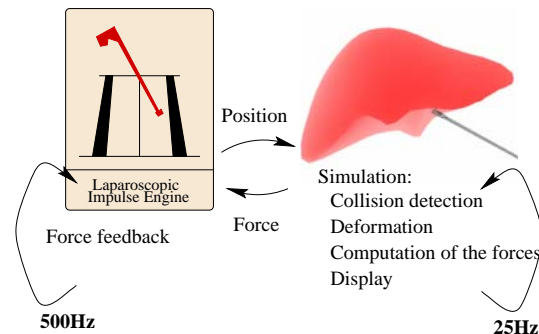 Position
Laparoscopic
Impulse Engine
Force
Force feedback
500Hz
Simulation:
Collision detection
Deformation
Computation of the forces
Display
25Hz